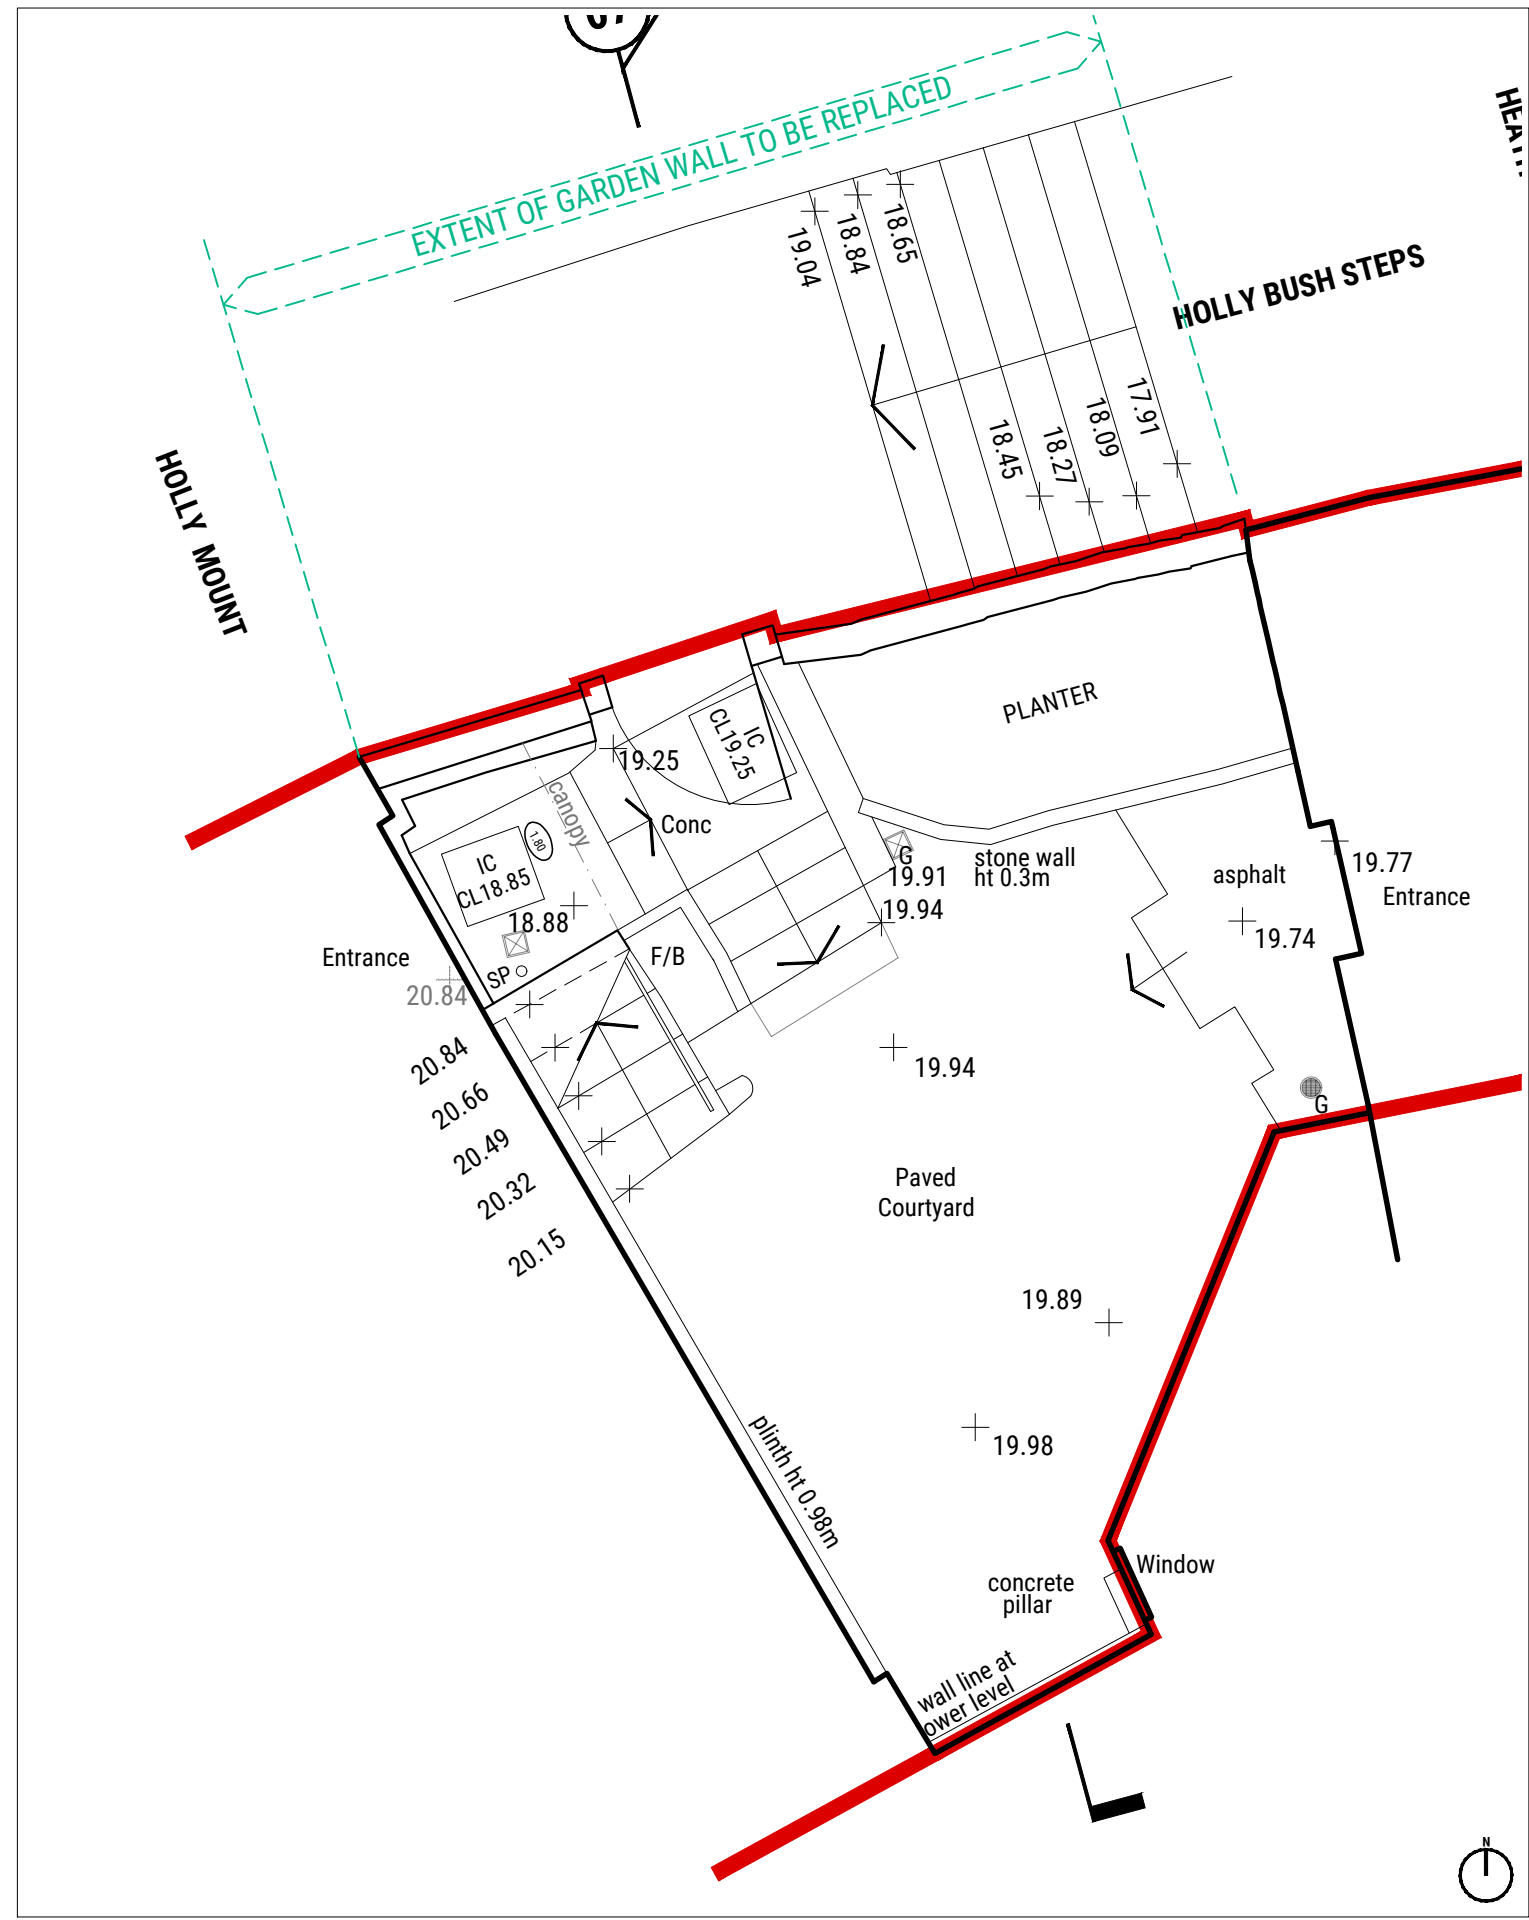 EXTENT OF GARDEN WALL TO BE REPLACED
19.04
18.84
18.65
HOLLY BUSH STEPS
18.45
18.27
18.09
17.91
HOLLY MOUNT
PLANTER
IC
CL19.25
19.25
canopy
Conc
IC
CL18.85
1.80
18.88
SP
Entrance
20.84
F/B
G
19.91
19.94
stone wall
ht 0.3m
asphalt
19.77
Entrance
19.74
20.84
20.66
20.49
20.32
20.15
19.94
G
Paved
Courtyard
19.89
19.98
plinth ht 0.98m
Window
concrete
pillar
wall line at
ower level
N